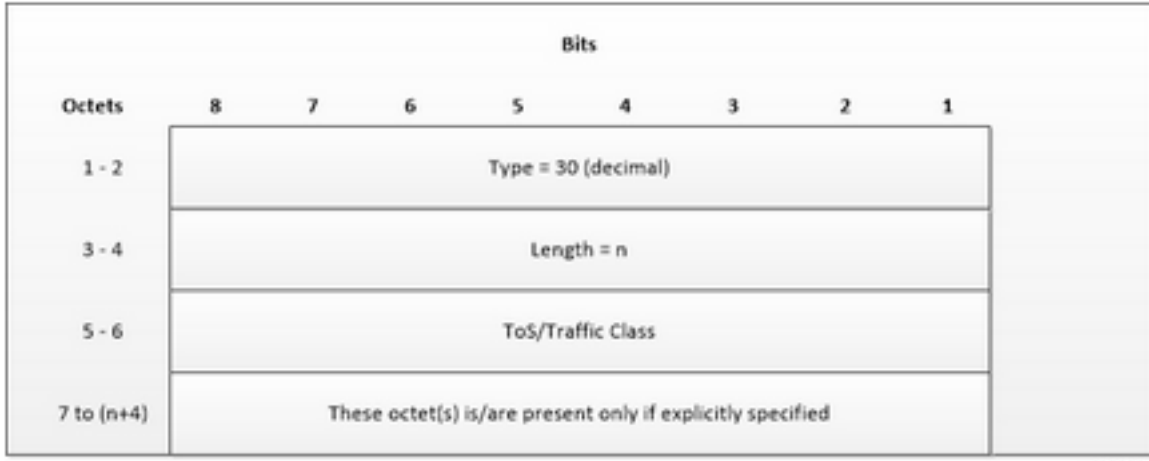 Bits
Octets 8 7 6 5 4 3 2 1
1 - 2 Type = 30 (decimal)
3 - 4 Length = n
5 - 6 ToS/Traffic Class
7 to (n+4) These octet(s) is/are present only if explicitly specified